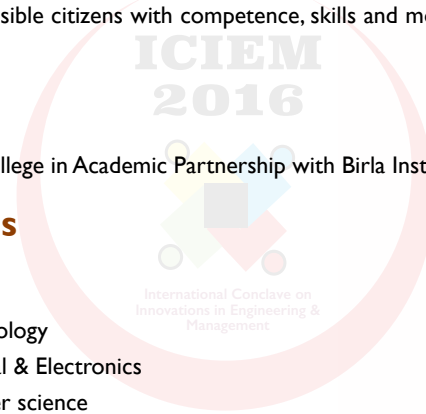 sible citizens with competence, skills and m
ICIEM
2016
llege in Academic Partnership with Birla Inst
s
International Conclave on
Innovations in Engineering &
Management
ology
al & Electronics
er science